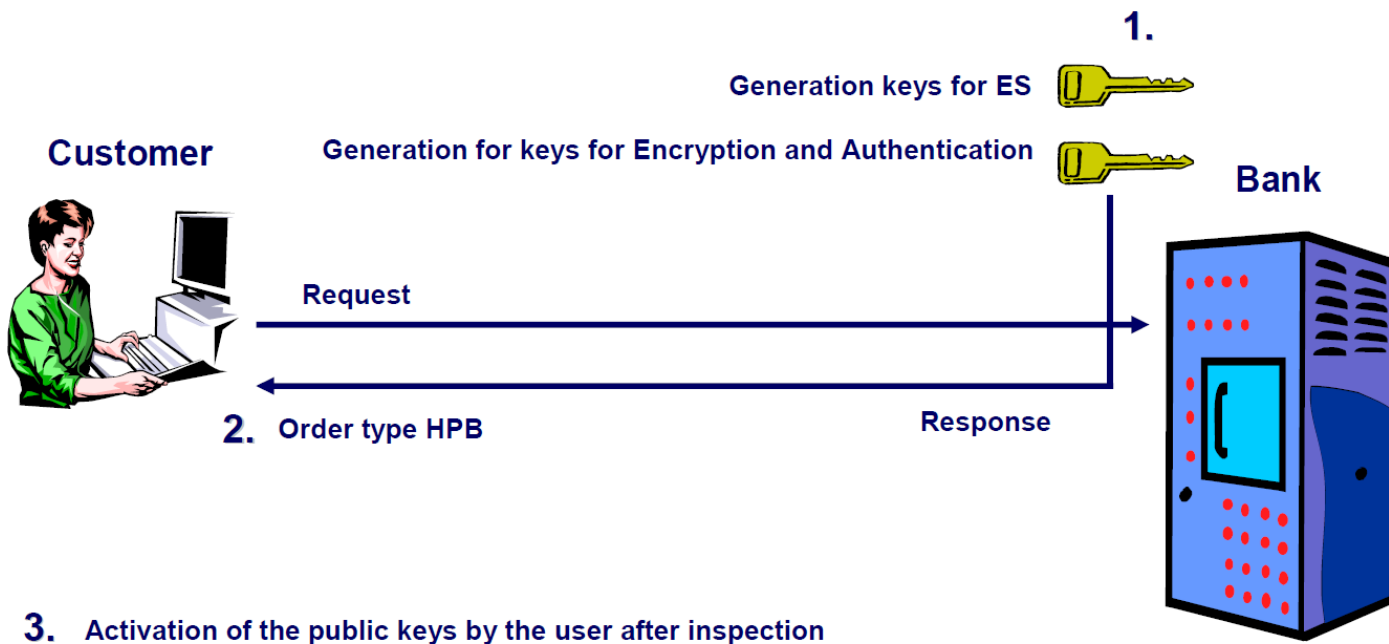 1.
Generation keys for ES
Customer
Generation for keys for Encryption and Authentication
Bank
Request
2. Order type HPB
Response
3. Activation of the public keys by the user after inspection